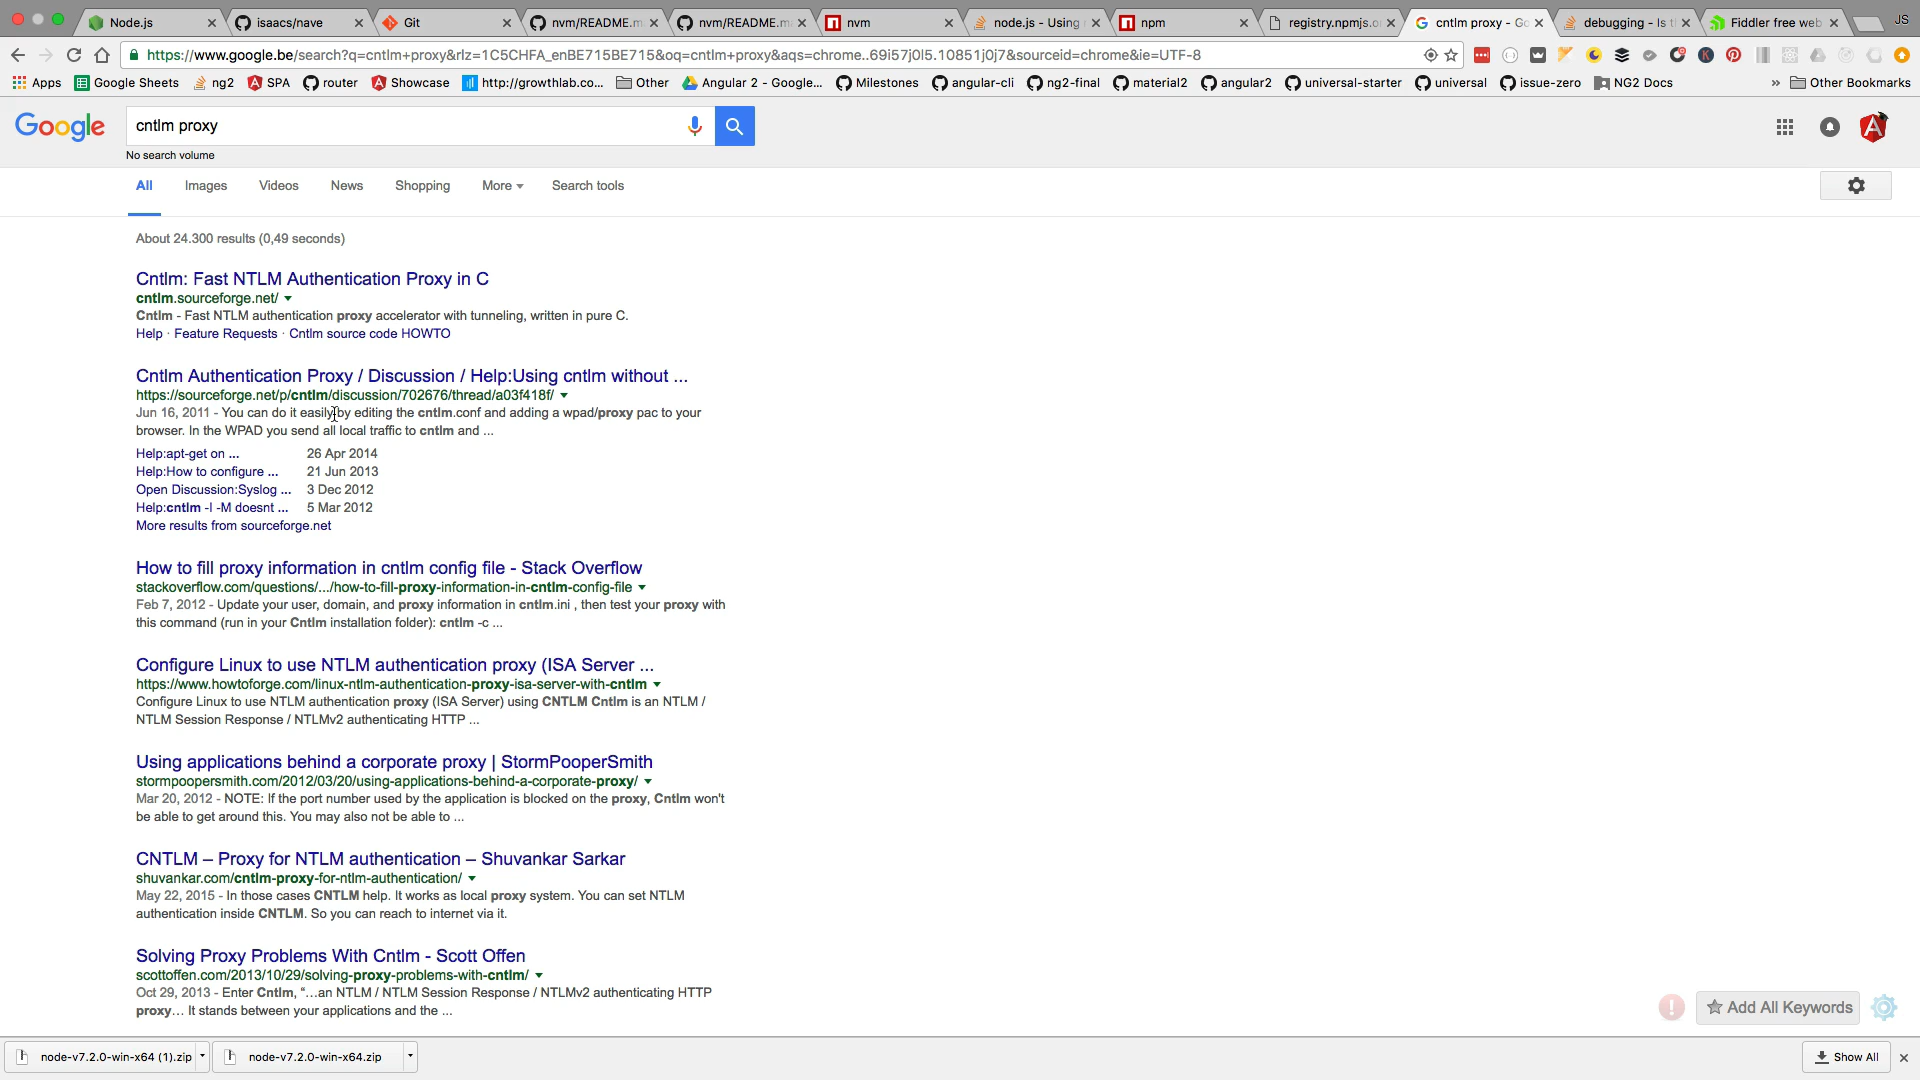 Node.js
isaacs/nave
Git
nvm/README.m
nvm/README.m
nvm
node.js - Using
npm
registry.npmjs.o
cntlm proxy - Go
debugging - Is t
Fiddler free web
JS
https://www.google.be/search?q=cntlm+proxy&rlz=1C5CHFA_enBE715BE715&oq=cntlm+proxy&aqs=chrome..69i57j0l5.10851j0j7&sourceid=chrome&ie=UTF-8
Apps
Google Sheets
ng2
SPA
router
Showcase
http://growthlab.co...
Other
Angular 2 - Google...
Milestones
angular-cli
ng2-final
material2
angular2
universal-starter
universal
issue-zero
NG2 Docs
»
Other Bookmarks
Google
cntlm proxy
No search volume
All
Images
Videos
News
Shopping
More
Search tools
About 24.300 results (0,49 seconds)
Cntlm: Fast NTLM Authentication Proxy in C
cntlm.sourceforge.net/
Cntlm - Fast NTLM authentication proxy accelerator with tunneling, written in pure C.
Help · Feature Requests · Cntlm source code HOWTO
Cntlm Authentication Proxy / Discussion / Help:Using cntlm without ...
https://sourceforge.net/p/cntlm/discussion/702676/thread/a03f418f/
Jun 16, 2011 - You can do it easily by editing the cntlm.conf and adding a wpad/proxy pac to your
browser. In the WPAD you send all local traffic to cntlm and ...
Help:apt-get on ... 26 Apr 2014
Help:How to configure ... 21 Jun 2013
Open Discussion:Syslog ... 3 Dec 2012
Help:cntlm -I -M doesnt ... 5 Mar 2012
More results from sourceforge.net
How to fill proxy information in cntlm config file - Stack Overflow
stackoverflow.com/questions/.../how-to-fill-proxy-information-in-cntlm-config-file
Feb 7, 2012 - Update your user, domain, and proxy information in cntlm.ini , then test your proxy with
this command (run in your Cntlm installation folder): cntlm -c ...
Configure Linux to use NTLM authentication proxy (ISA Server ...
https://www.howtoforge.com/linux-ntlm-authentication-proxy-isa-server-with-cntlm
Configure Linux to use NTLM authentication proxy (ISA Server) using CNTLM Cntlm is an NTLM /
NTLM Session Response / NTLMv2 authenticating HTTP ...
Using applications behind a corporate proxy | StormPooperSmith
stormpoopersmith.com/2012/03/20/using-applications-behind-a-corporate-proxy/
Mar 20, 2012 - NOTE: If the port number used by the application is blocked on the proxy, Cntlm won't
be able to get around this. You may also not be able to ...
CNTLM – Proxy for NTLM authentication – Shuvankar Sarkar
shuvankar.com/cntlm-proxy-for-ntlm-authentication/
May 22, 2015 - In those cases CNTLM help. It works as local proxy system. You can set NTLM
authentication inside CNTLM. So you can reach to internet via it.
Solving Proxy Problems With Cntlm - Scott Offen
scottoffen.com/2013/10/29/solving-proxy-problems-with-cntlm/
Oct 29, 2013 - Enter Cntlm, “...an NTLM / NTLM Session Response / NTLMv2 authenticating HTTP
proxy... It stands between your applications and the ...
Add All Keywords
node-v7.2.0-win-x64 (1).zip
node-v7.2.0-win-x64.zip
Show All